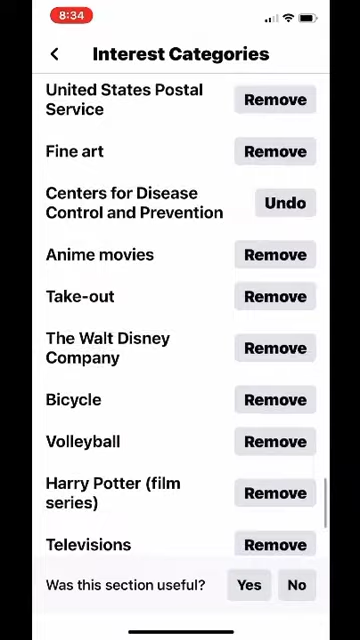 8:34
Interest Categories
United States Postal
Service
Remove
Fine art
Remove
Centers for Disease
Control and Prevention
Undo
Anime movies
Remove
Take-out
Remove
The Walt Disney
Company
Remove
Bicycle
Remove
Volleyball
Remove
Harry Potter (film
series)
Remove
Televisions
Remove
Was this section useful?
Yes
No